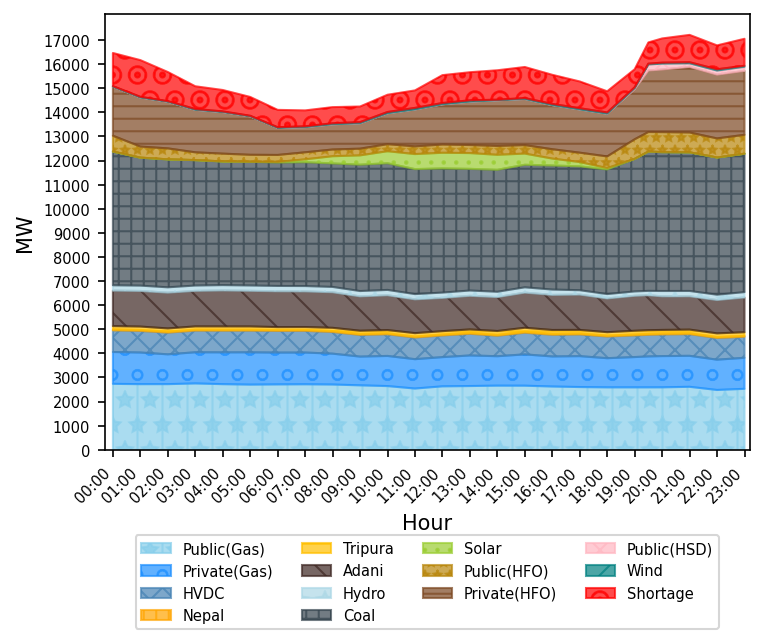 MW
17000
16000
15000
14000
13000
12000
11000
10000
9000
8000
7000
6000
5000
4000
3000
2000
1000
0
00:00 01:00 02:00 03:00 04:00 05:00 06:00 07:00 08:00 09:00 10:00 11:00 12:00 13:00 14:00 15:00 16:00 17:00 18:00 19:00 20:00 21:00 22:00 23:00
Hour
Public(Gas) Tripura Solar Public(HSD)
Private(Gas) Adani Public(HFO) Wind
HVDC Hydro Private(HFO) Shortage
Nepal Coal